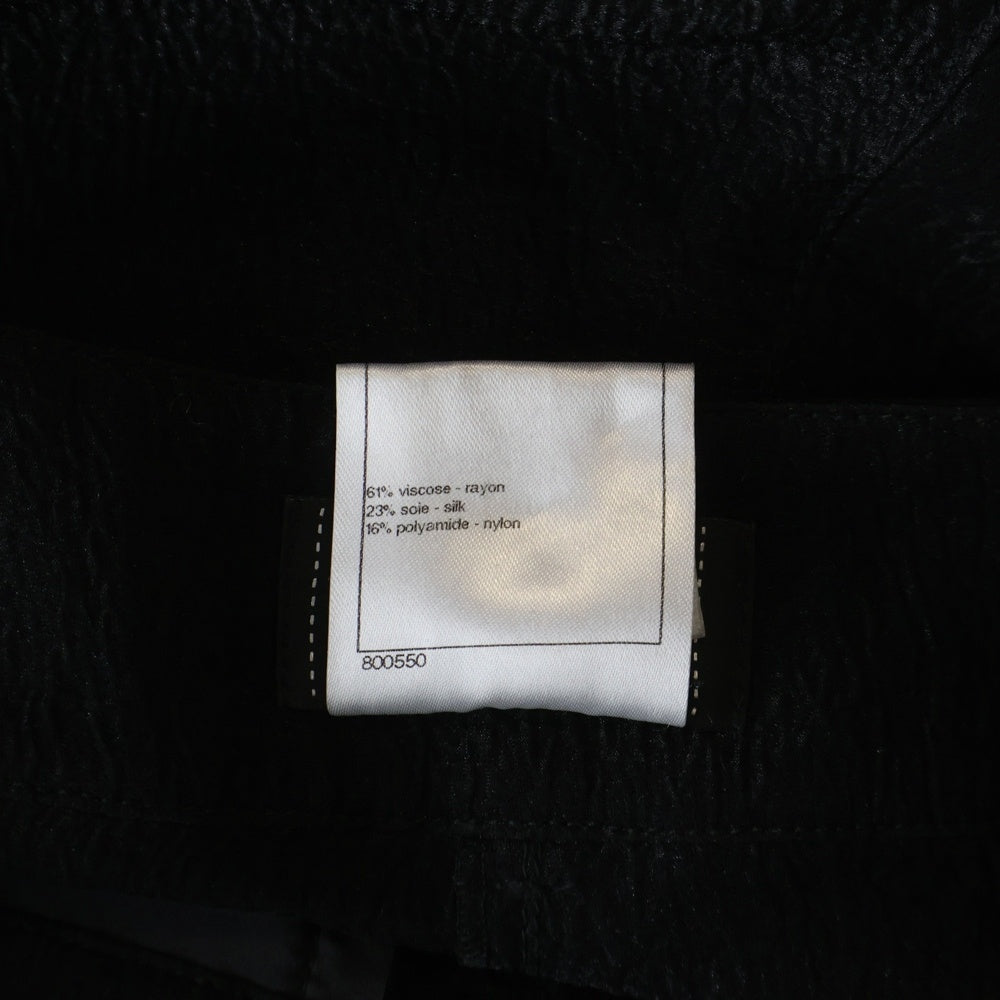 61% viscose - rayon
23% soie - silk
16% polyamide - nylon
800550